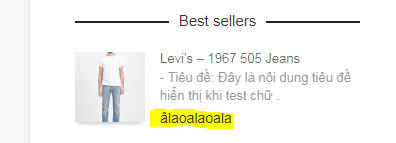 Best sellers
Levi's – 1967 505 Jeans
- Tiêu đề: Đây là nội dung tiêu đề
hiển thị khi test chữ .
âlaoalaoala